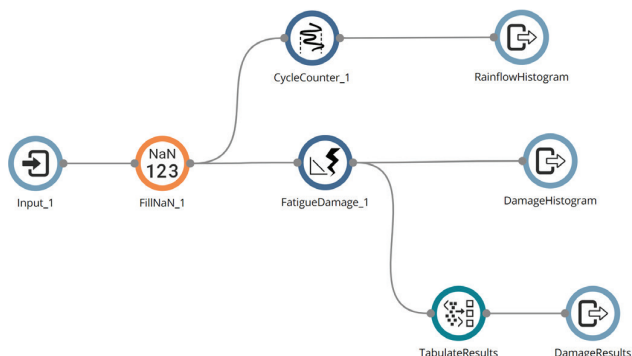 CycleCounter_1
RainflowHistogram
NaN
123
Input_1
FillNaN_1
FatigueDamage_1
DamageHistogram
TabulateResults
DamageResults